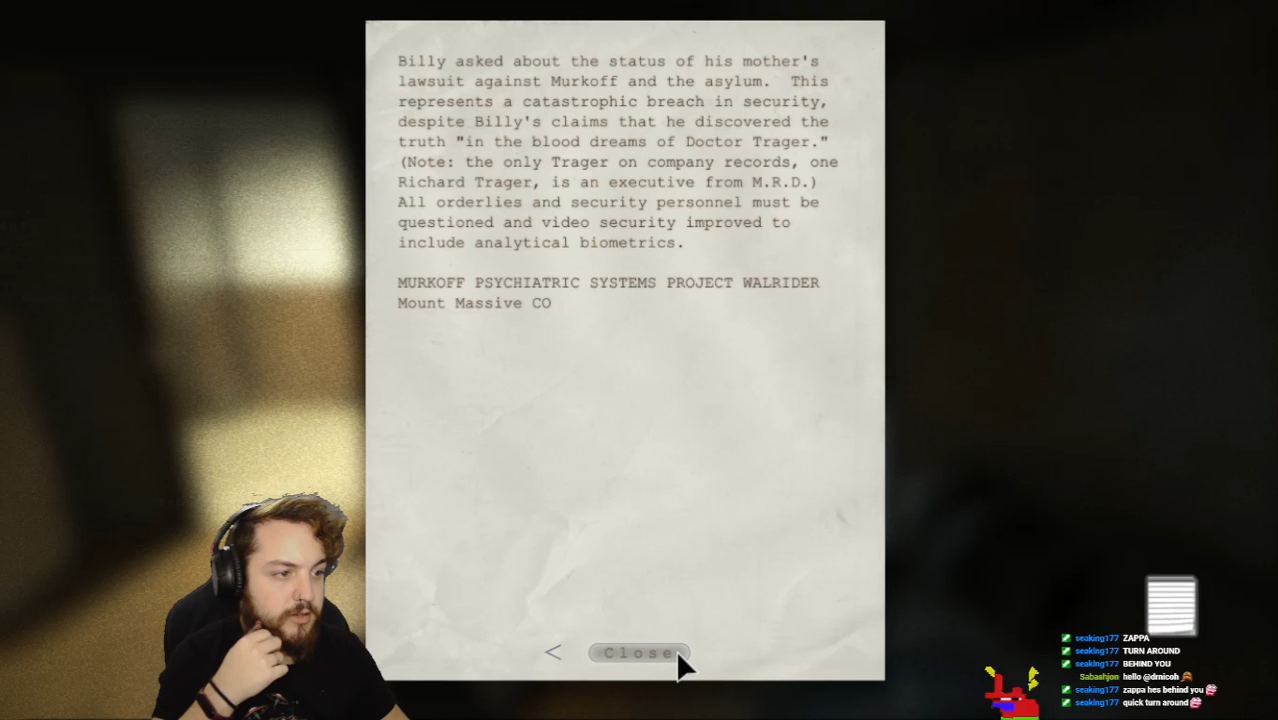 Billy asked about the status of his mother's
lawsuit against Murkoff and the asylum.  This
represents a catastrophic breach in security,
despite Billy's claims that he discovered the
truth "in the blood dreams of Doctor Trager."
(Note: the only Trager on company records, one
Richard Trager, is an executive from M.R.D.)
All orderlies and security personnel must be
questioned and video security improved to
include analytical biometrics.
MURKOFF PSYCHIATRIC SYSTEMS PROJECT WALRIDER
Mount Massive CO
< Close
seaking177 ZAPPA
seaking177 TURN AROUND
seaking177 BEHIND YOU
Sabashjon hello @drnicoh
seaking177 zappa hes behind you
seaking177 quick turn around